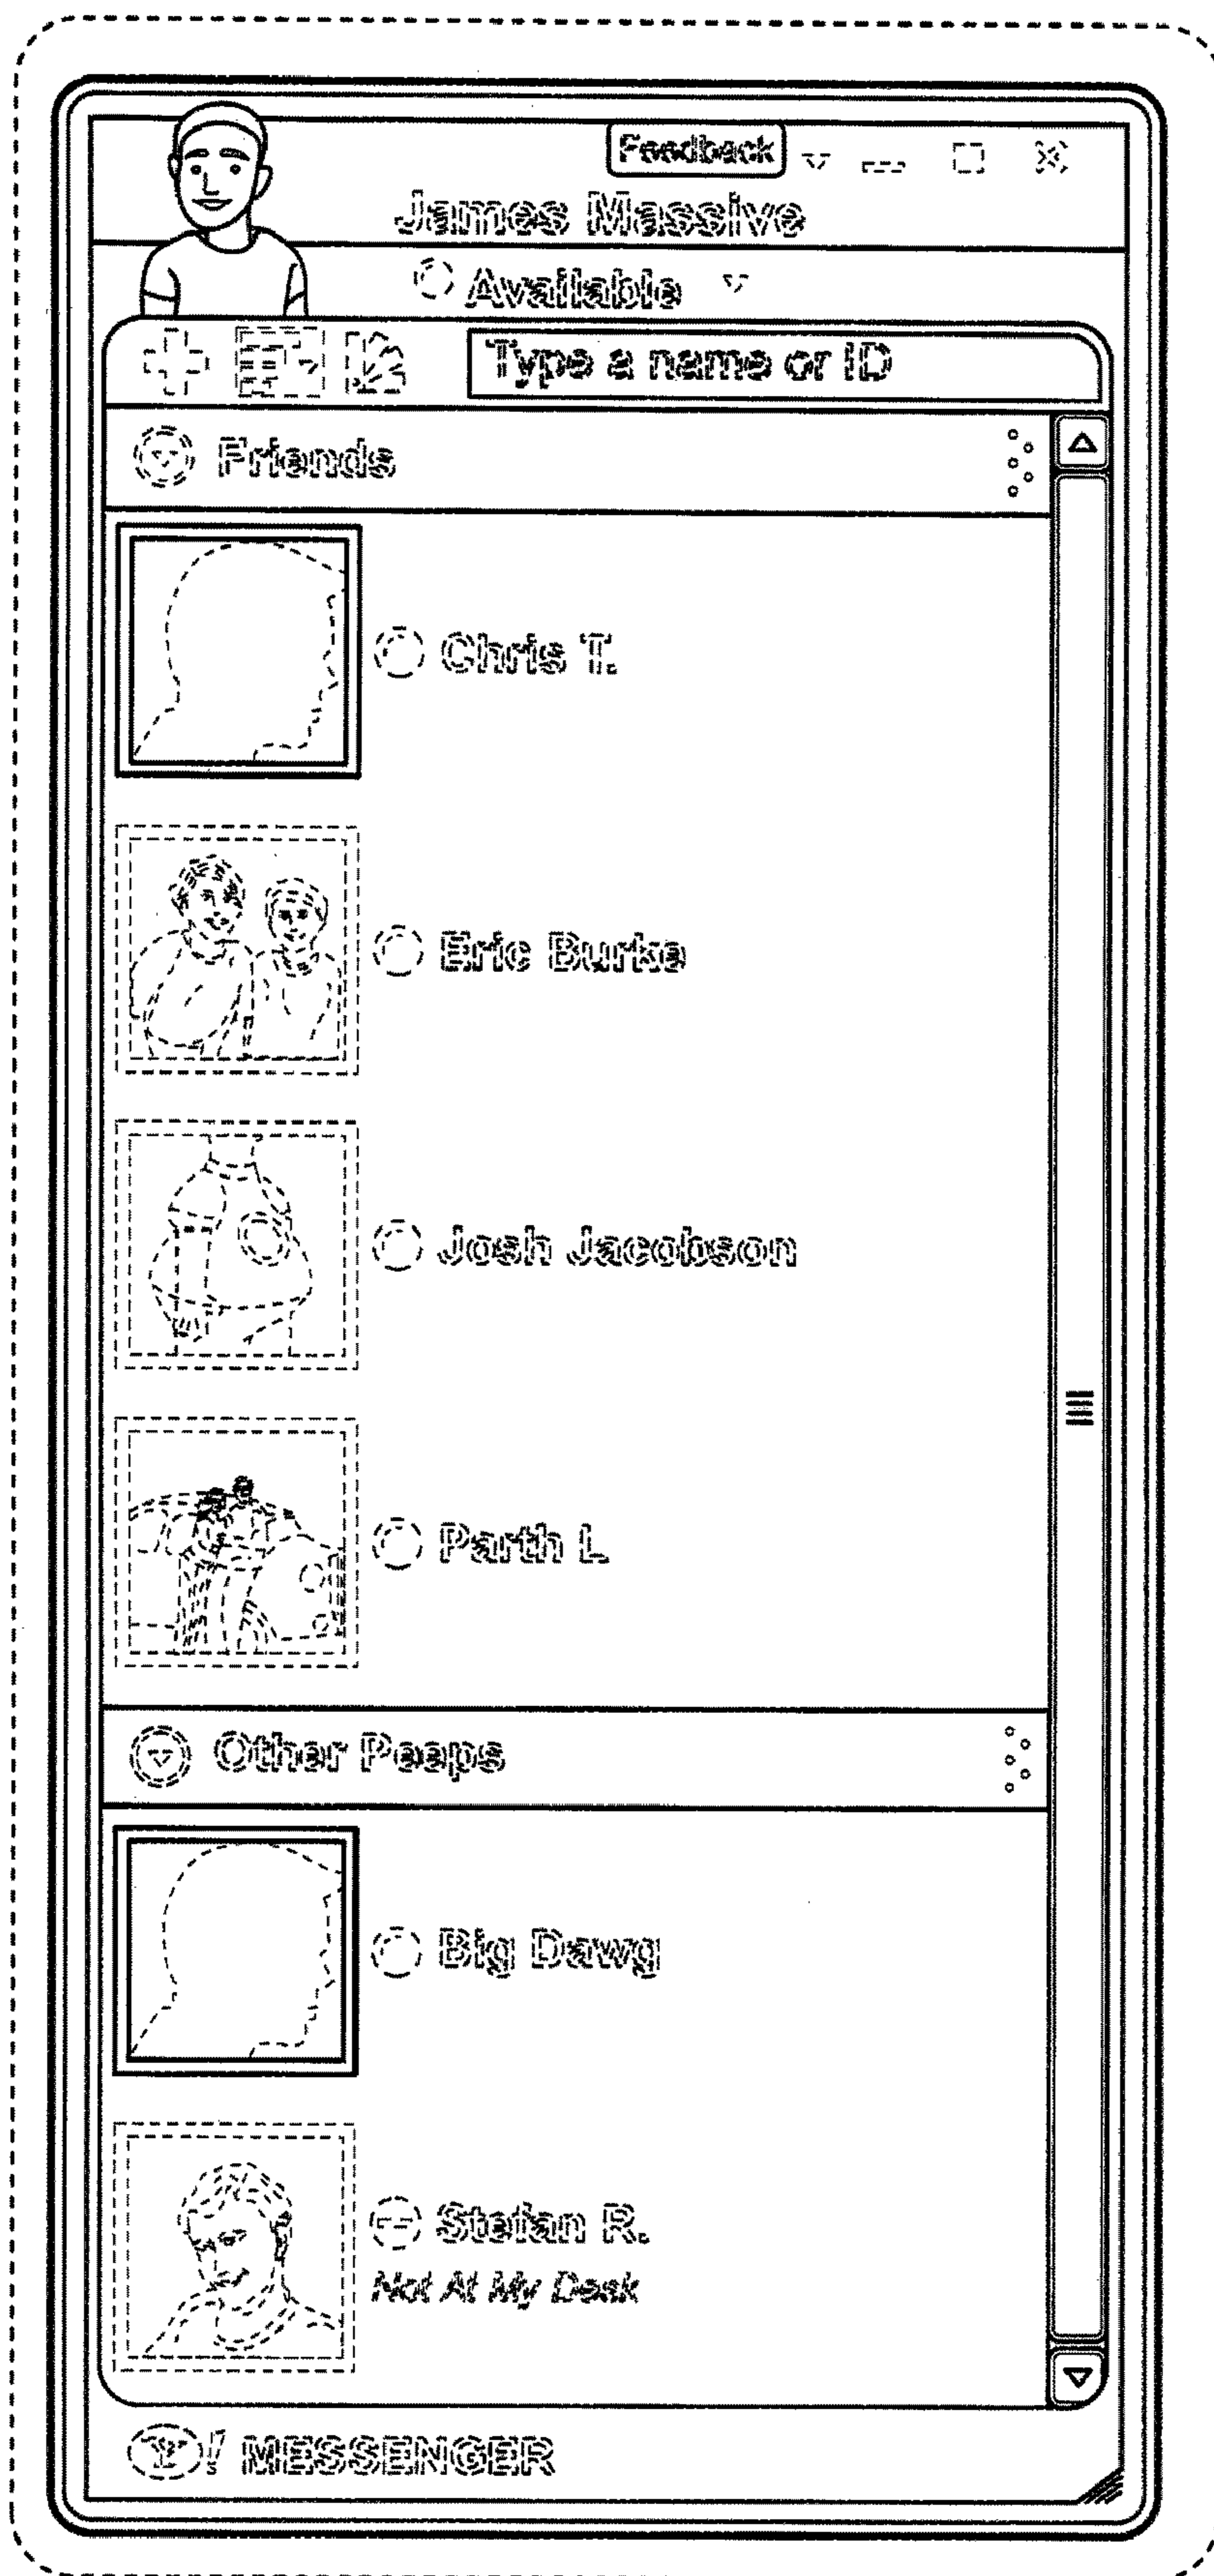 Feedback
James Massive
Available
Type a name or ID
Friends
Chris T.
Eric Burke
Josh Jacobson
Parth L
Other Peeps
Big Dawg
Stefan R.
Not At My Desk
Y! MESSENGER